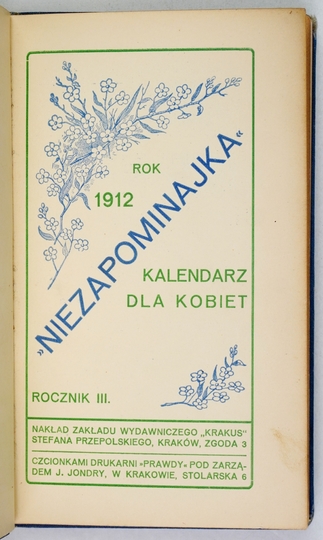 ROK
1912
„NIEZAPOMINAJKA“
KALENDARZ
DLA KOBIET
ROCZNIK III.
NAKŁAD ZAKŁADU WYDAWNICZEGO „KRAKUS“
STEFANA PRZEPOLSKIEGO, KRAKÓW, ZGODA 3
CZCIONKAMI DRUKARNI »PRAWDY« POD ZARZĄ-
DEM J. JONDRY, W KRAKOWIE, STOLARSKA 6